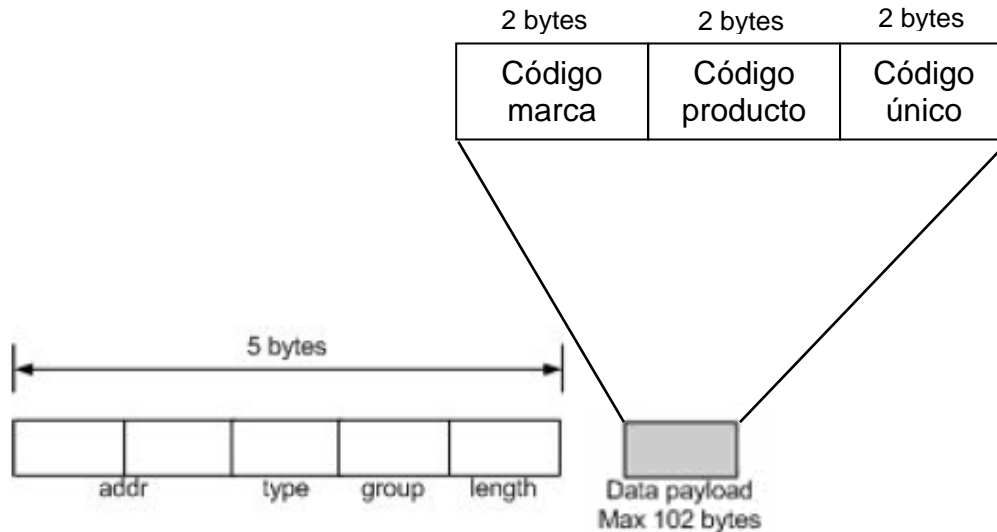 2 bytes 2 bytes 2 bytes
Código Código Código
marca producto único
5 bytes
addr type group length
Data payload
Max 102 bytes